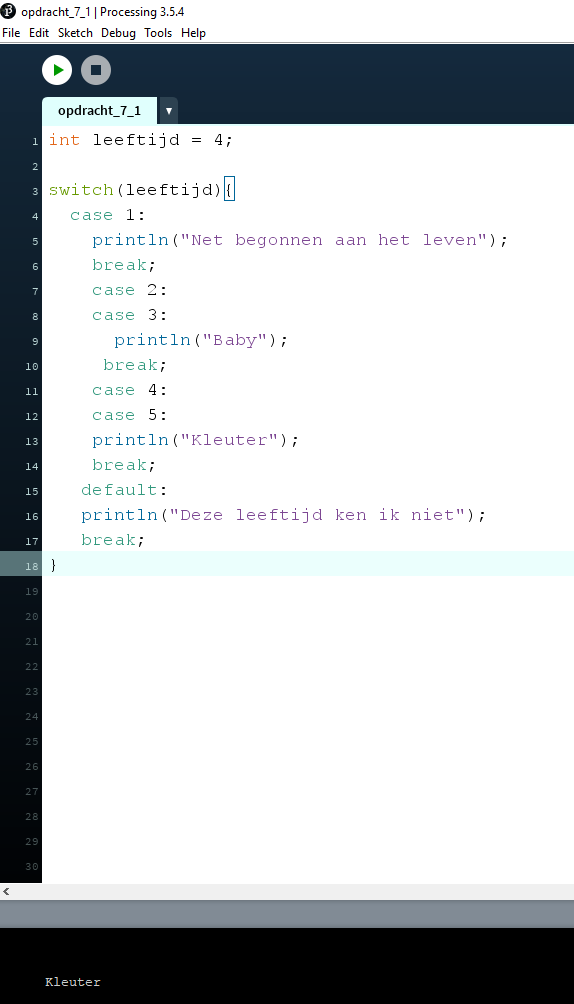 opdracht_7_1 | Processing 3.5.4
File Edit Sketch Debug Tools Help
opdracht_7_1
1 int leeftijd = 4;
2
3 switch(leeftijd){
4   case 1:
5     println("Net begonnen aan het leven");
6     break;
7     case 2:
8     case 3:
9       println("Baby");
10      break;
11     case 4:
12     case 5:
13     println("Kleuter");
14     break;
15    default:
16    println("Deze leeftijd ken ik niet");
17    break;
18 }
19
20
21
22
23
24
25
26
27
28
29
30
Kleuter